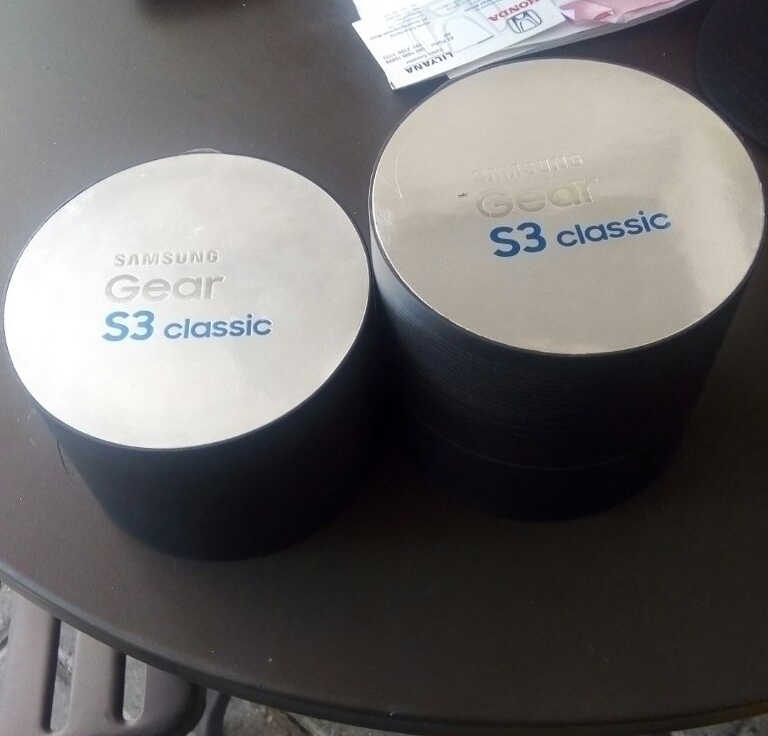 SAMSUNG
Gear
S3 classic
SAMSUNG
Gear
S3 classic
HONDA
LILYANA